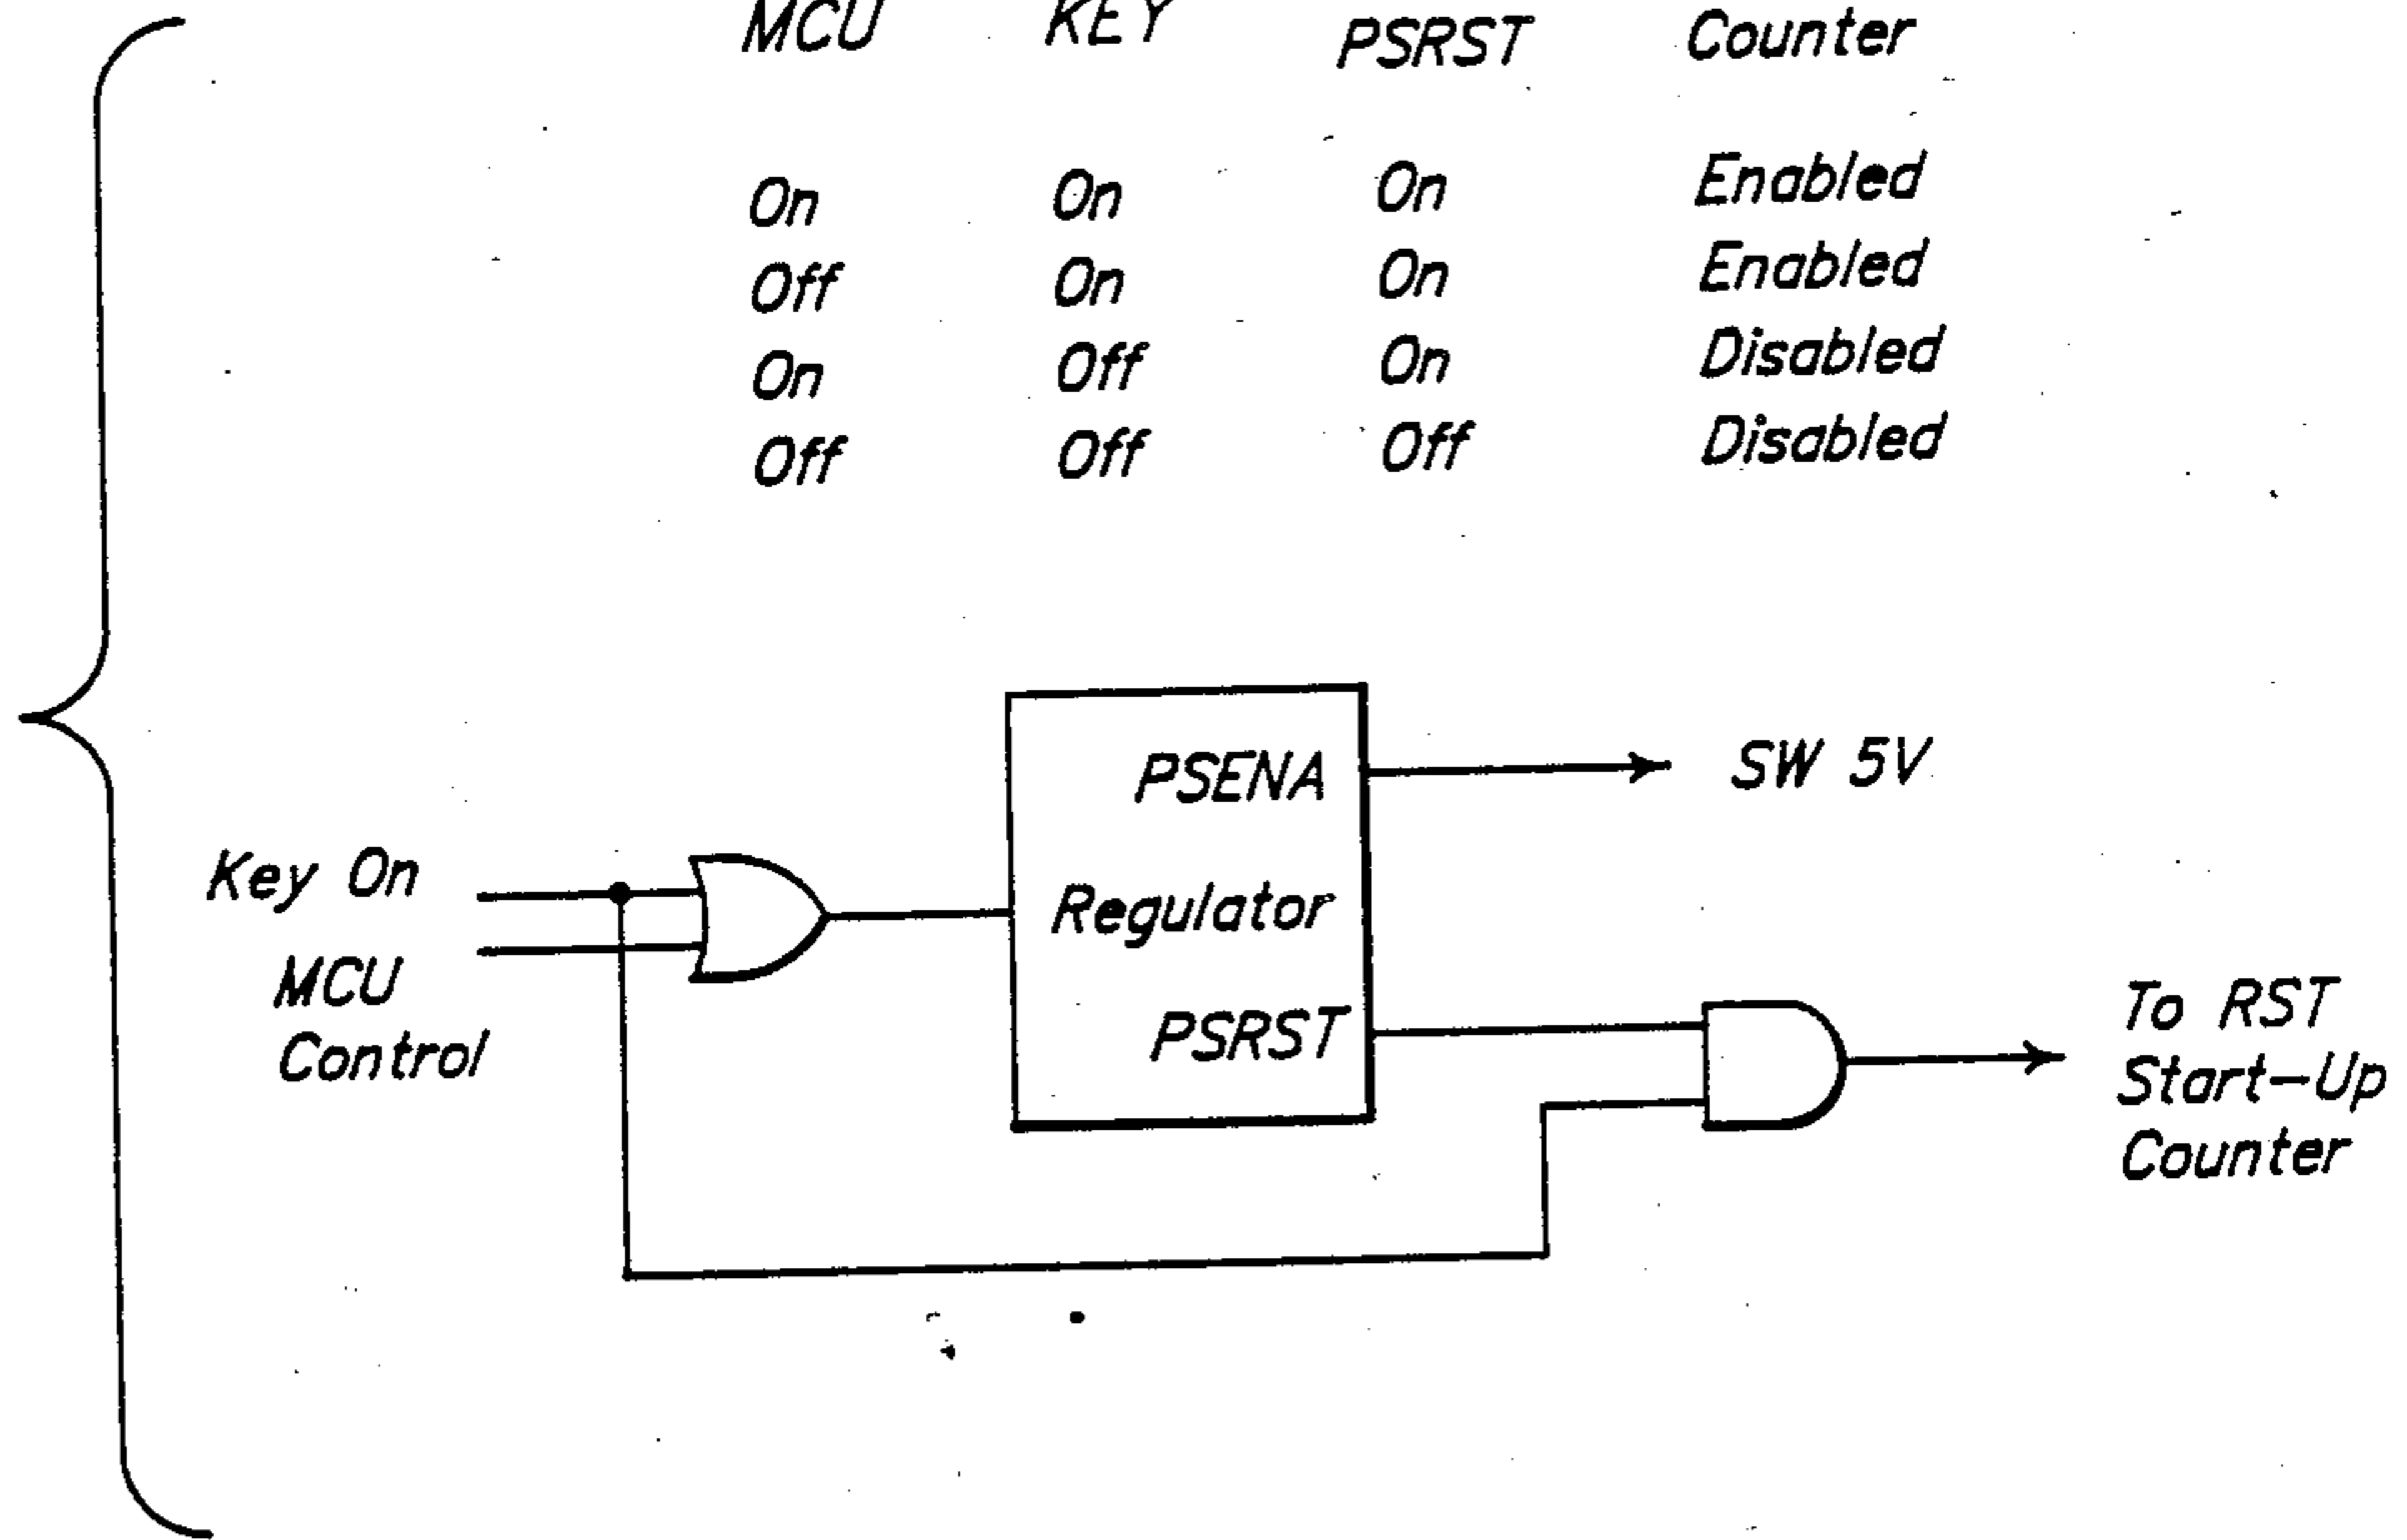 MCU KEY PSRST Counter
On On On Enabled
Off On On Enabled
On Off On Disabled
Off Off Off Disabled
PSENA
SW 5V
Key On
Regulator
MCU
Control
PSRST
To RST
Start-Up
Counter